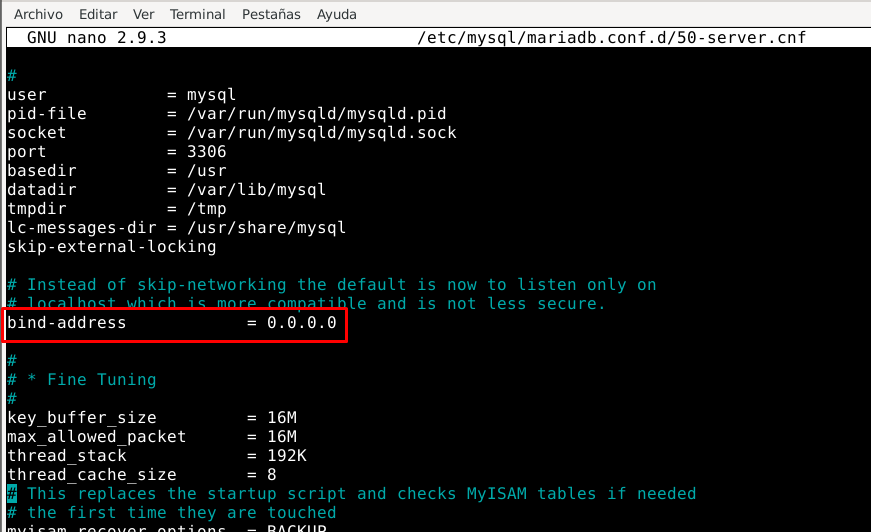 Archivo Editar Ver Terminal Pestañas Ayuda
GNU nano 2.9.3 /etc/mysql/mariadb.conf.d/50-server.cnf
#
user = mysql
pid-file = /var/run/mysqld/mysqld.pid
socket = /var/run/mysqld/mysqld.sock
port = 3306
basedir = /usr
datadir = /var/lib/mysql
tmpdir = /tmp
lc-messages-dir = /usr/share/mysql
skip-external-locking
# Instead of skip-networking the default is now to listen only on
# localhost which is more compatible and is not less secure.
bind-address = 0.0.0.0
#
# * Fine Tuning
#
key_buffer_size = 16M
max_allowed_packet = 16M
thread_stack = 192K
thread_cache_size = 8
# This replaces the startup script and checks MyISAM tables if needed
# the first time they are touched
myisam_recover_options = BACKUP